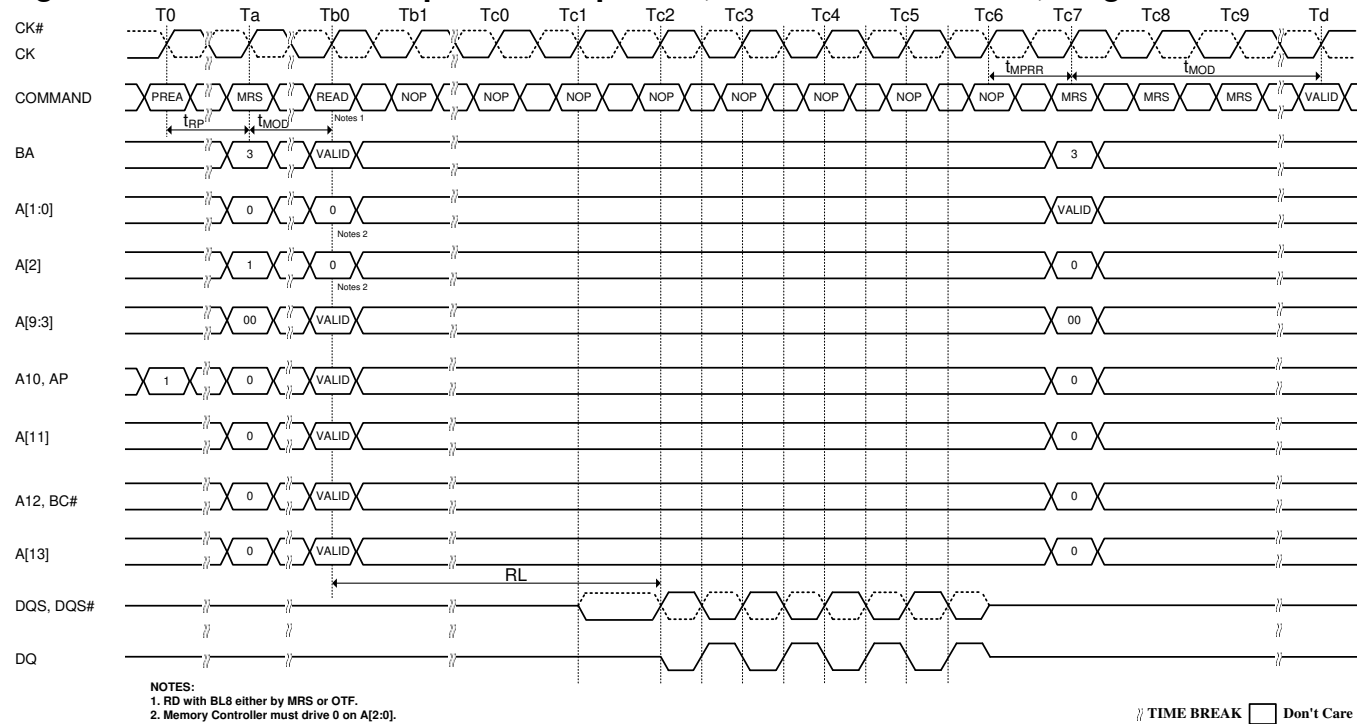 T0 Ta Tb0 Tb1 Tc0 Tc1 Tc2 Tc3 Tc4 Tc5 Tc6 Tc7 Tc8 Tc9 Td
CK#
CK
tMPRR tMOD
COMMAND PREA MRS READ NOP NOP NOP NOP NOP NOP NOP NOP MRS MRS MRS VALID
Notes 1
tRP tMOD
BA 3 VALID 3
A[1:0] 0 0 VALID
Notes 2
A[2] 1 0 0
Notes 2
A[9:3] 00 VALID 00
A10, AP 1 0 VALID 0
A[11] 0 VALID 0
A12, BC# 0 VALID 0
A[13] 0 VALID 0
RL
DQS, DQS#
DQ
NOTES:
1. RD with BL8 either by MRS or OTF.
2. Memory Controller must drive 0 on A[2:0].
TIME BREAK Don't Care